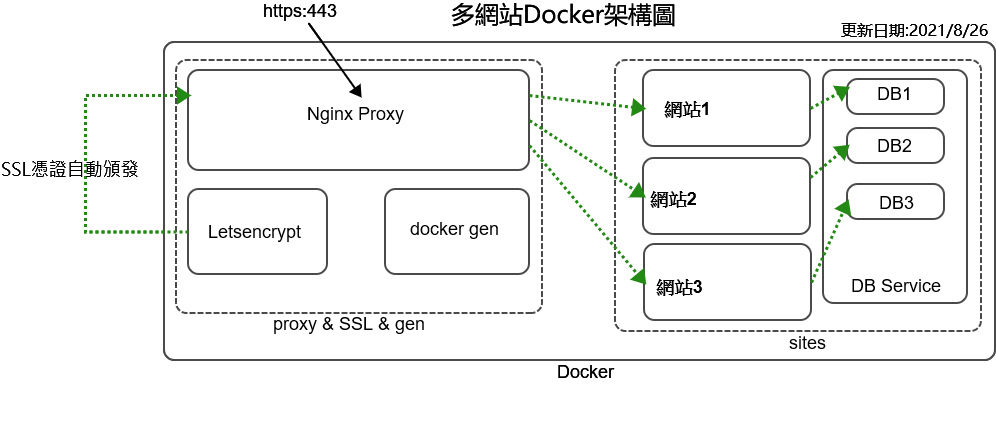 多網站Docker架構圖
https:443
更新日期:2021/8/26
Nginx Proxy
SSL憑證自動頒發
Letsencrypt
docker gen
proxy & SSL & gen
網站1
網站2
網站3
DB1
DB2
DB3
DB Service
sites
Docker